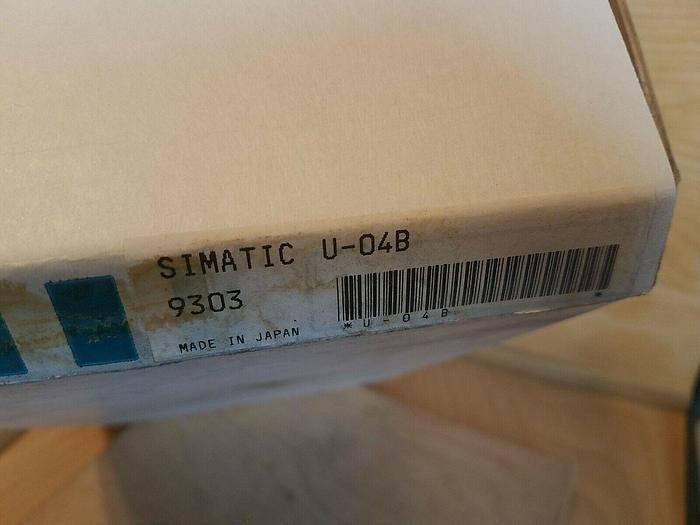 SIMATIC U-04B
9303
MADE IN JAPAN
*U-04B *